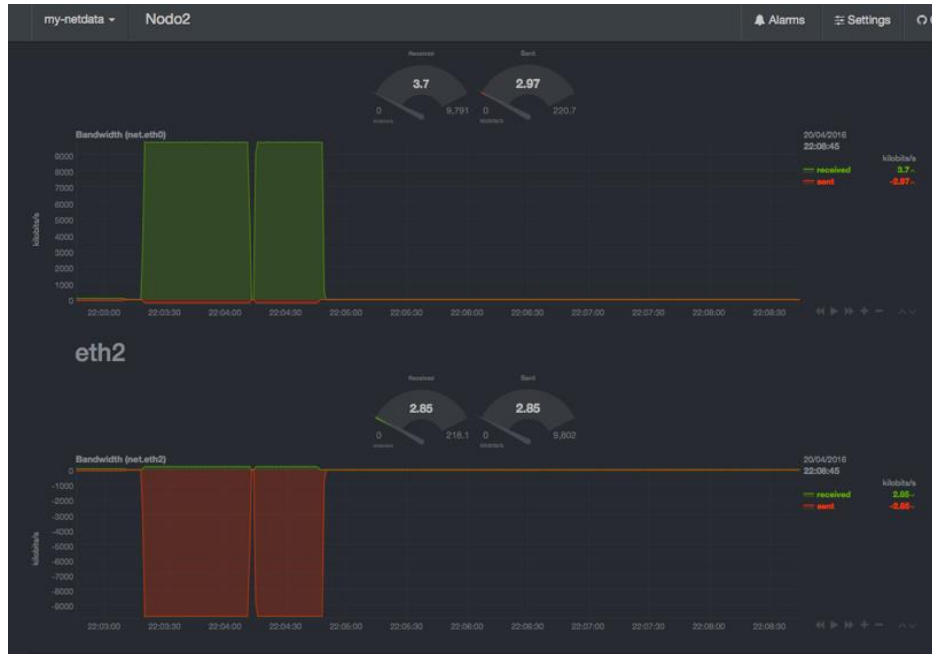 my-netdata Nodo2 Alarms Settings
Received Sent
3.7 2.97
0 9,791 0 220.7
kilobits/s kilobits/s
Bandwidth (net.eth0) 20/04/2016
22:08:45
kilobits/s
received 3.7
sent -2.97
9000
8000
7000
6000
5000
4000
3000
2000
1000
0
kilobits/s
22:03:00 22:03:30 22:04:00 22:04:30 22:05:00 22:05:30 22:06:00 22:06:30 22:07:00 22:07:30 22:08:00 22:08:30
eth2
Received Sent
2.85 2.85
0 218.1 0 9,802
kilobits/s kilobits/s
Bandwidth (net.eth2) 20/04/2016
22:08:45
kilobits/s
received 2.85
sent -2.85
0
-1000
-2000
-3000
-4000
-5000
-6000
-7000
-8000
-9000
kilobits/s
22:03:00 22:03:30 22:04:00 22:04:30 22:05:00 22:05:30 22:06:00 22:06:30 22:07:00 22:07:30 22:08:00 22:08:30